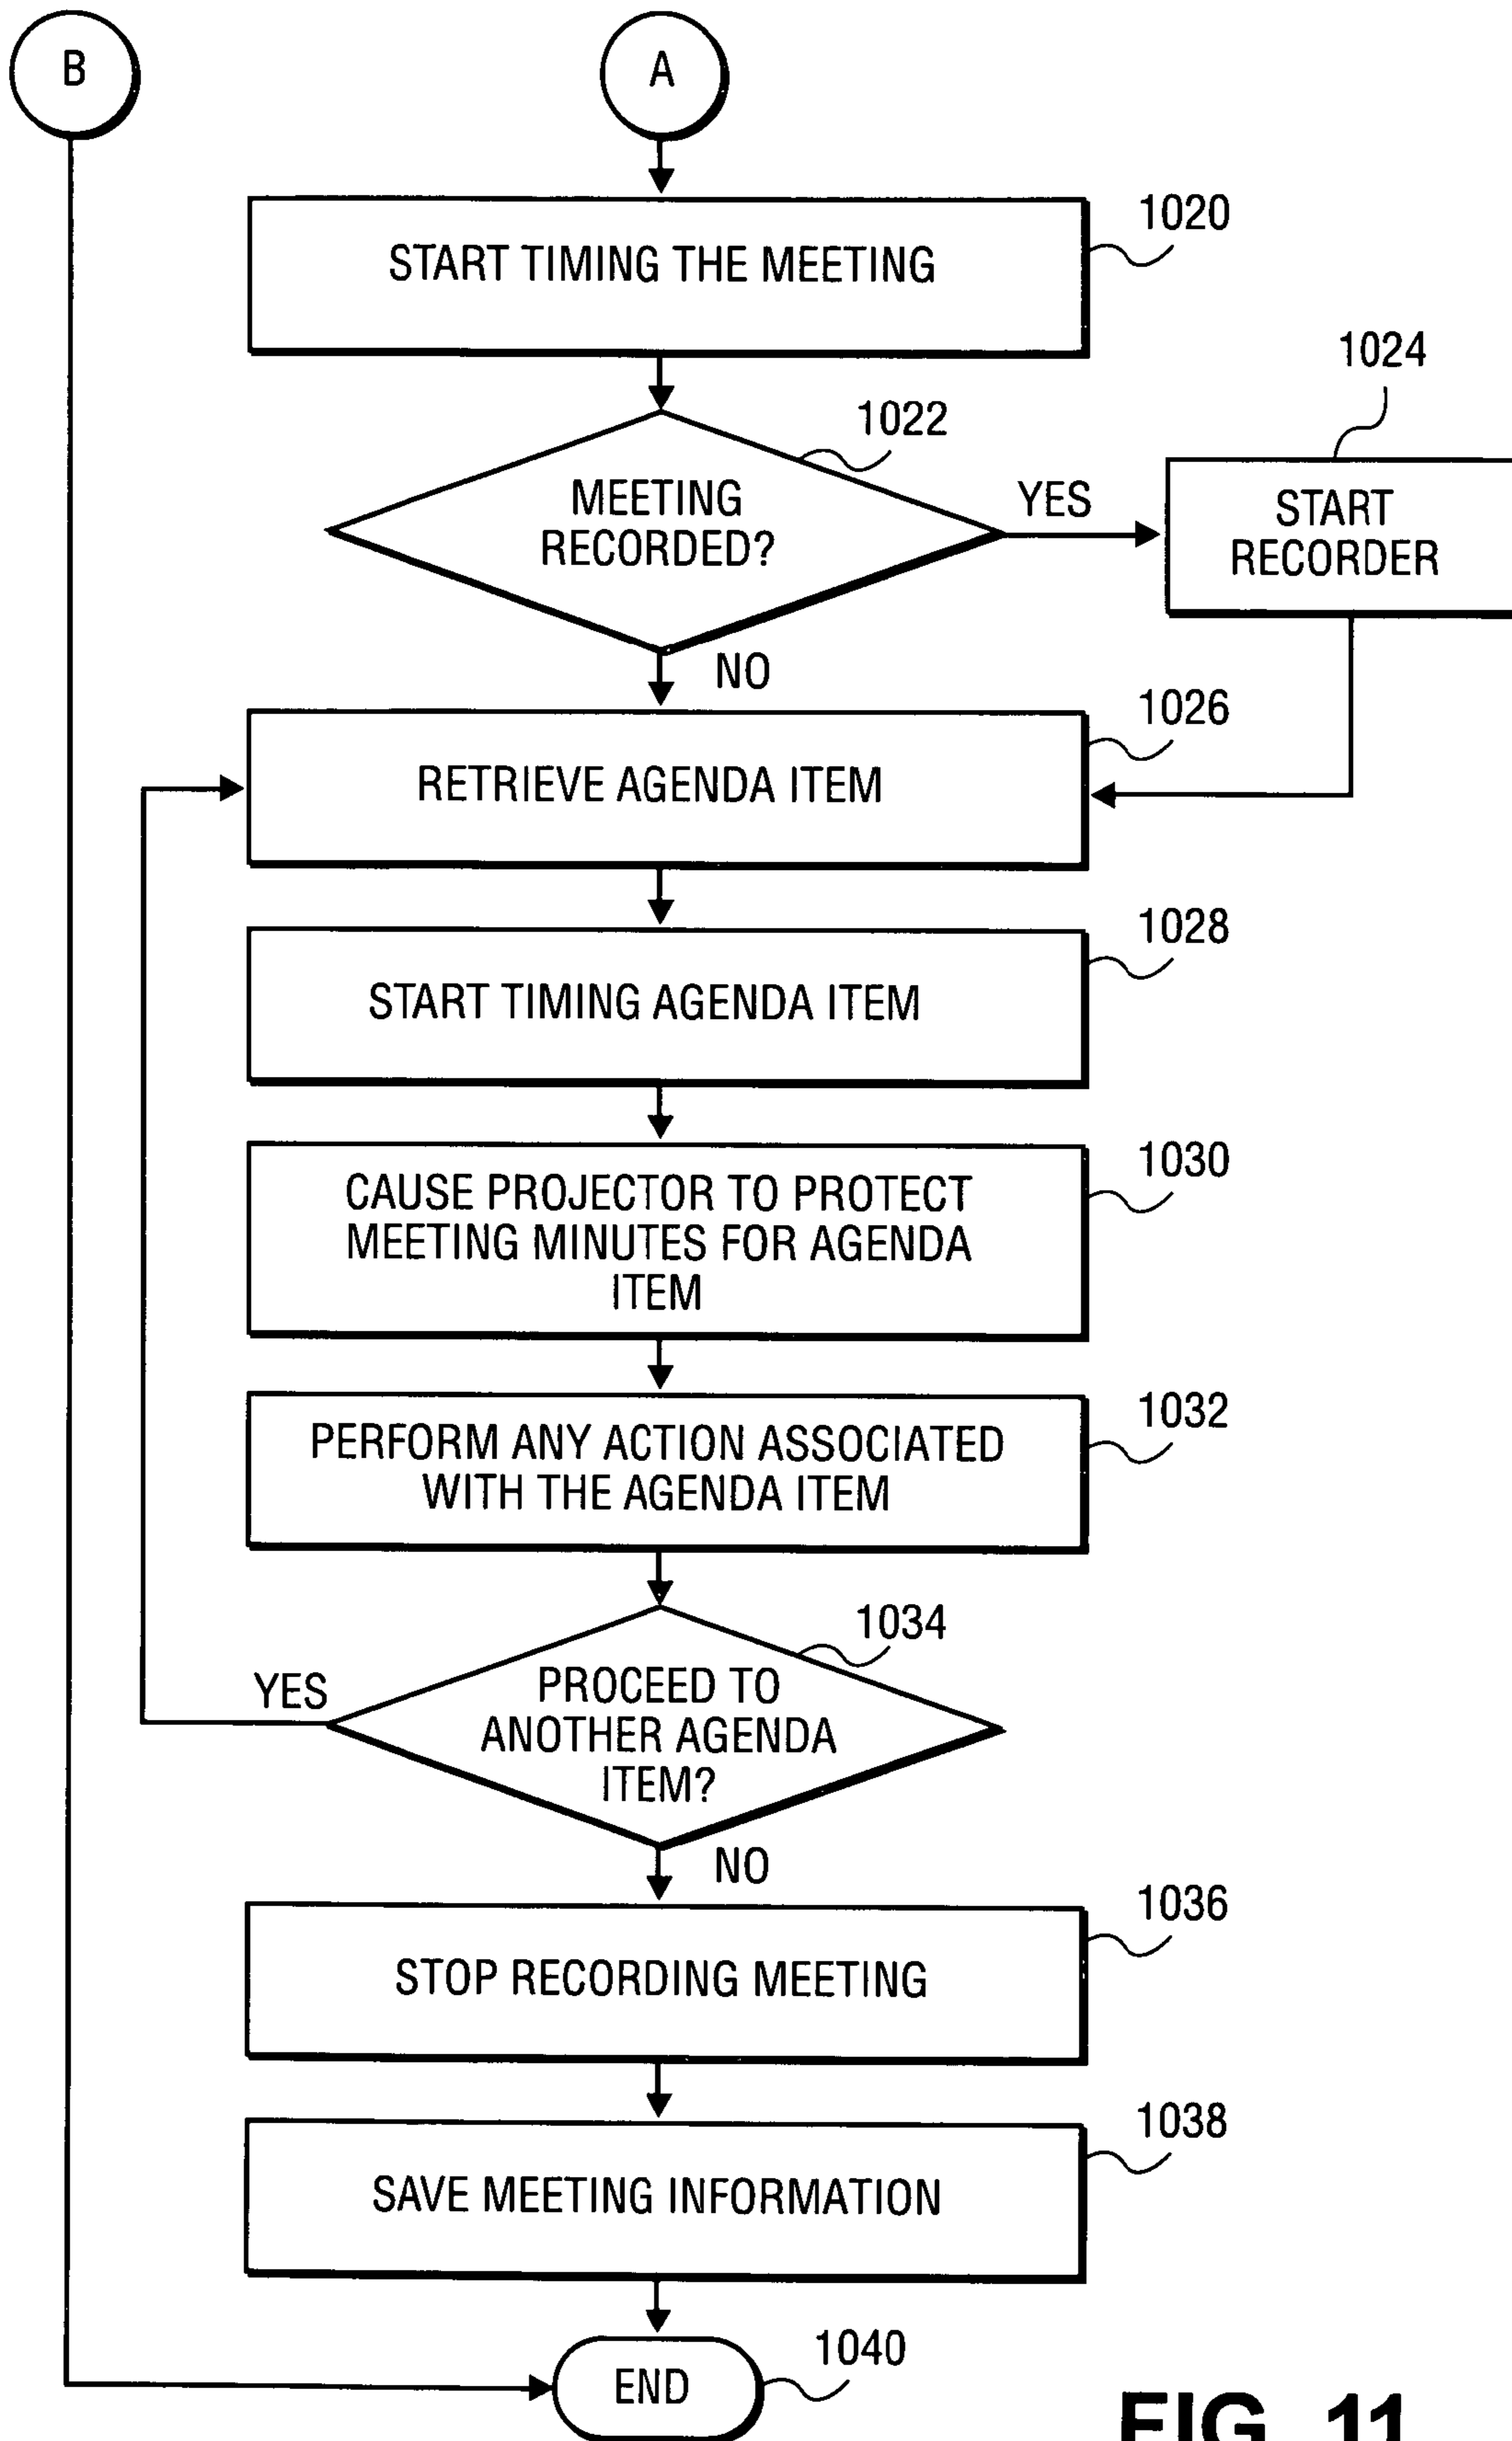 B
A
START TIMING THE MEETING
1020
1024
1022
MEETING
RECORDED?
YES
START
RECORDER
NO
1026
RETRIEVE AGENDA ITEM
1028
START TIMING AGENDA ITEM
1030
CAUSE PROJECTOR TO PROTECT
MEETING MINUTES FOR AGENDA
ITEM
1032
PERFORM ANY ACTION ASSOCIATED
WITH THE AGENDA ITEM
1034
YES
PROCEED TO
ANOTHER AGENDA
ITEM?
NO
1036
STOP RECORDING MEETING
1038
SAVE MEETING INFORMATION
1040
END
FIG. 11